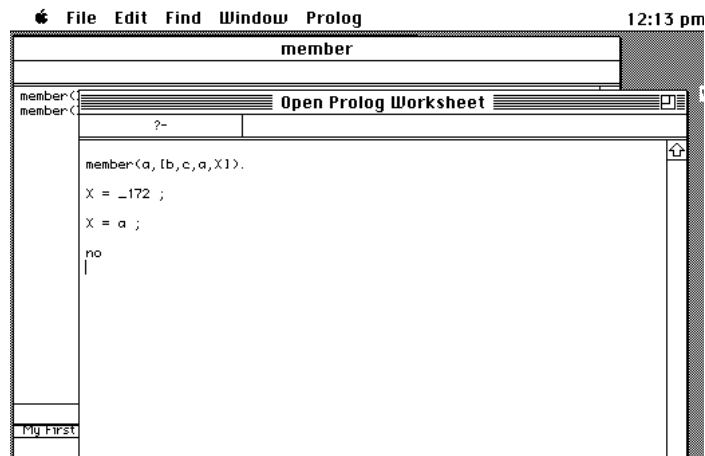 File Edit Find Window Prolog 12:13 pm
member
member(
member(
Open Prolog Worksheet
?-
member(a,[b,c,a,X]).
X = _172 ;
X = a ;
no
My First